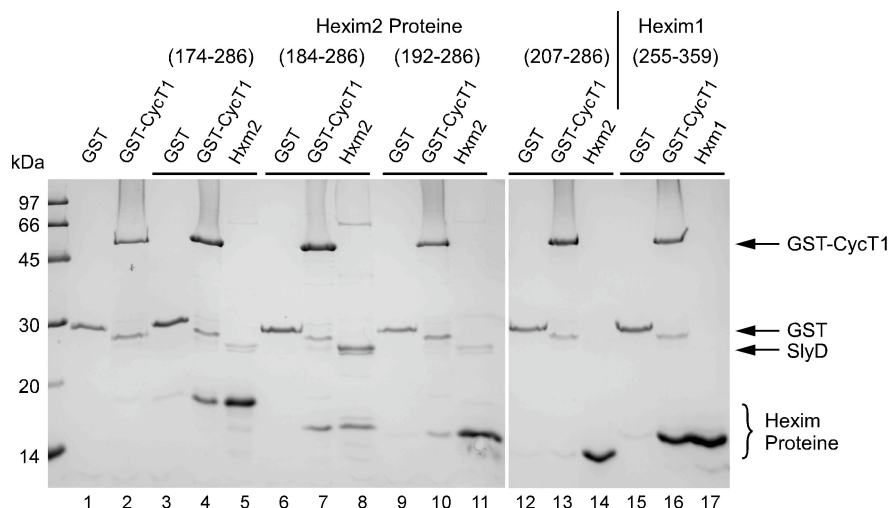 Hexim2 Proteine Hexim1
(174-286) (184-286) (192-286) (207-286) (255-359)
kDa GST GST-CycT1 GST GST-CycT1 Hxm2 GST GST-CycT1 Hxm2 GST GST-CycT1 Hxm2 GST GST-CycT1 Hxm2 GST GST-CycT1 Hxm1
97
66
45 GST-CycT1
30 GST
SlyD
20
Hexim
Proteine
14
1 2 3 4 5 6 7 8 9 10 11 12 13 14 15 16 17